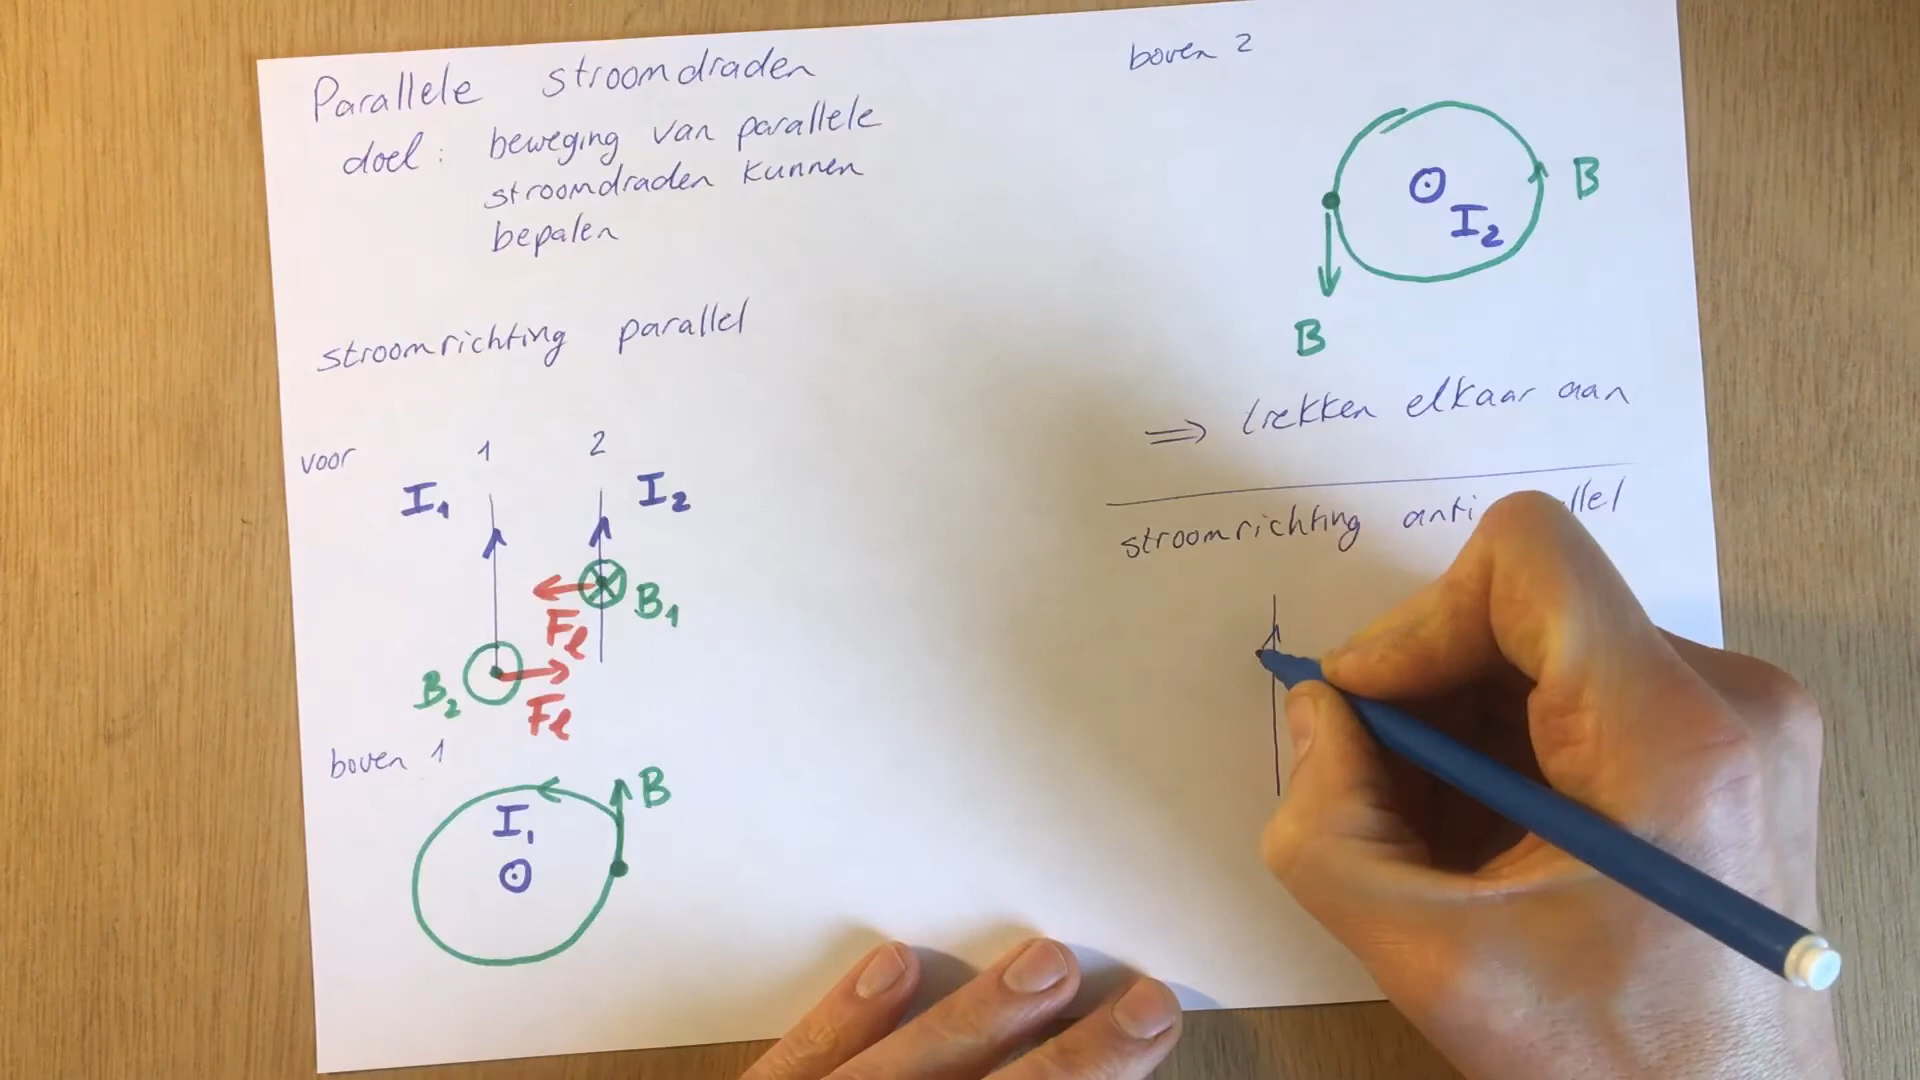 Parallele stroomdraden
doel: beweging van parallele
stroomdraden kunnen
bepalen
stroomrichting parallel
voor 1 2
I₁ I₂
B₁
Fl
B₂
Fl
boven 1
B
I₁
boven 2
B
I₂
B
⇒ trekken elkaar aan
stroomrichting anti